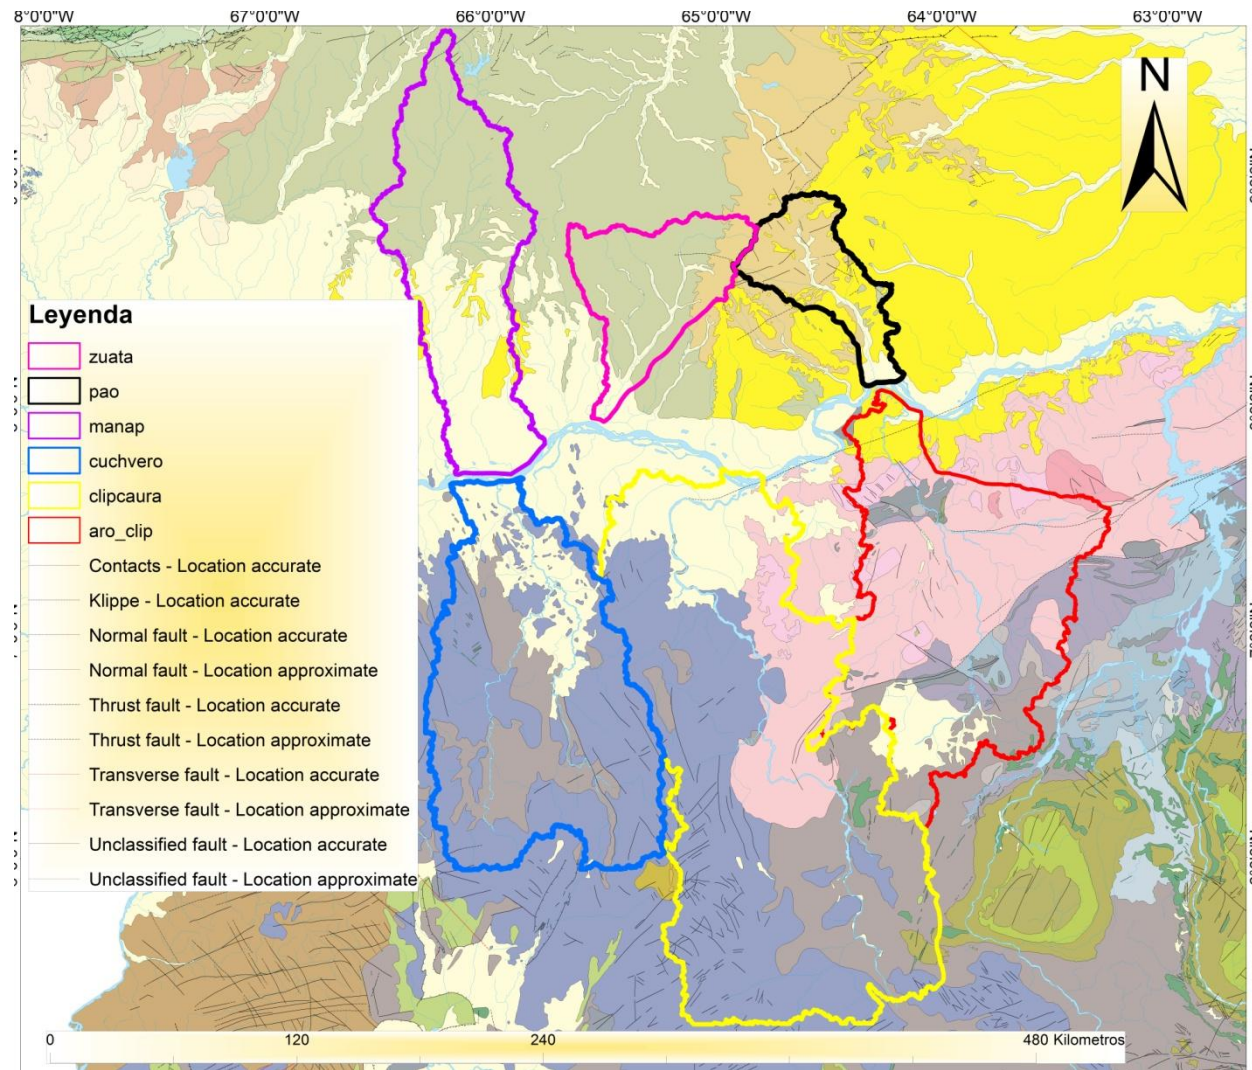 8°0'0"W 67°0'0"W 66°0'0"W 65°0'0"W 64°0'0"W 63°0'0"W
N
Leyenda
zuata
pao
manap
cuchvero
clipcaura
aro_clip
Contacts - Location accurate
Klippe - Location accurate
Normal fault - Location accurate
Normal fault - Location approximate
Thrust fault - Location accurate
Thrust fault - Location approximate
Transverse fault - Location accurate
Transverse fault - Location approximate
Unclassified fault - Location accurate
Unclassified fault - Location approximate
0 120 240 480 Kilometros